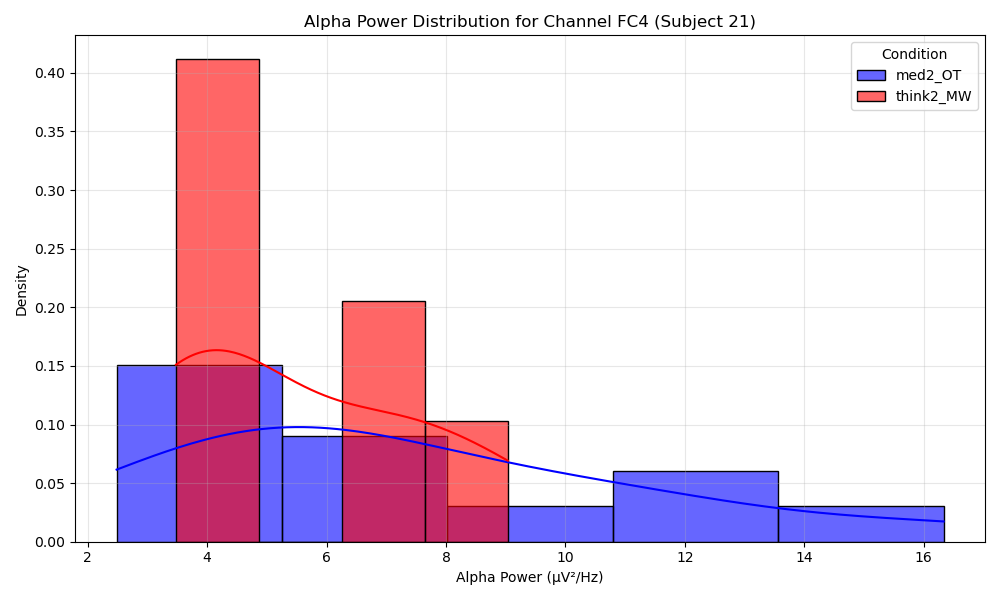 Alpha Power Distribution for Channel FC4 (Subject 21)
Condition
med2_OT
think2_MW
Density
0.40
0.35
0.30
0.25
0.20
0.15
0.10
0.05
0.00
2 4 6 8 10 12 14 16
Alpha Power (µV²/Hz)